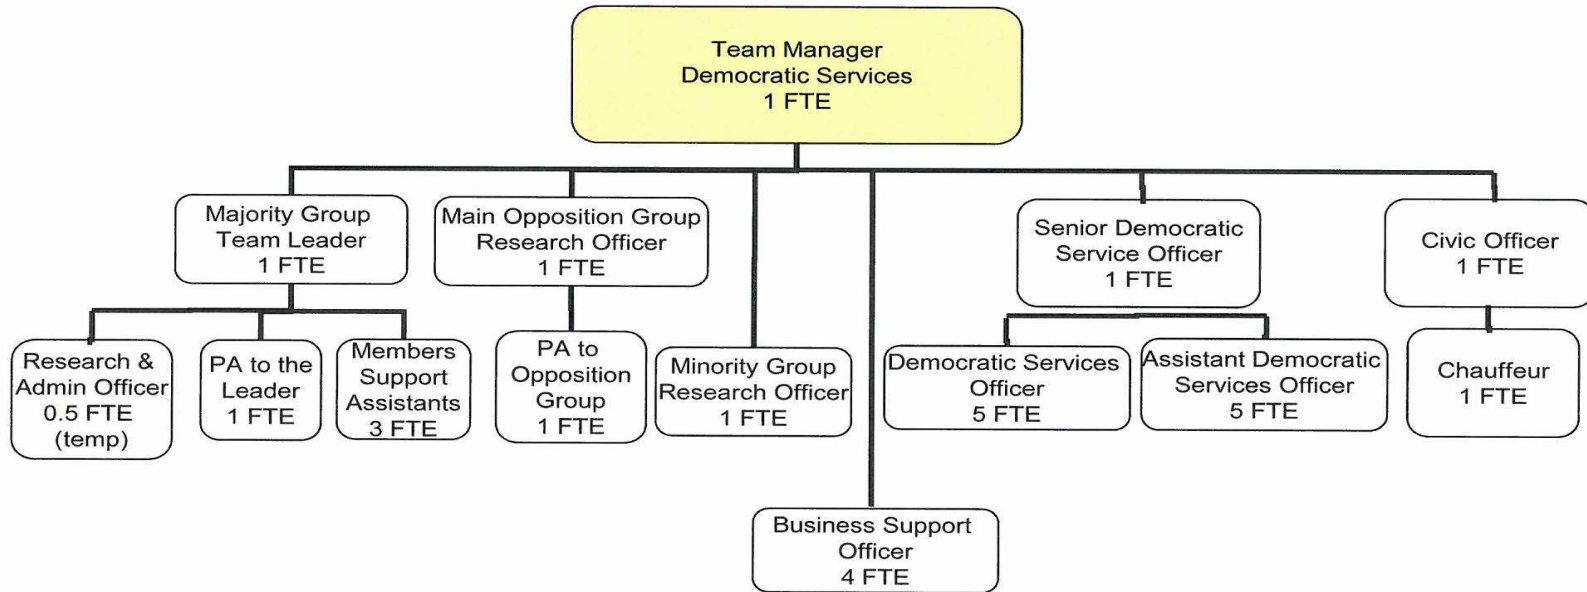 Team Manager
Democratic Services
1 FTE
Majority Group
Team Leader
1 FTE
Main Opposition Group
Research Officer
1 FTE
Senior Democratic
Service Officer
1 FTE
Civic Officer
1 FTE
Research &
Admin Officer
0.5 FTE
(temp)
PA to the
Leader
1 FTE
Members
Support
Assistants
3 FTE
PA to
Opposition
Group
1 FTE
Minority Group
Research Officer
1 FTE
Democratic Services
Officer
5 FTE
Assistant Democratic
Services Officer
5 FTE
Chauffeur
1 FTE
Business Support
Officer
4 FTE